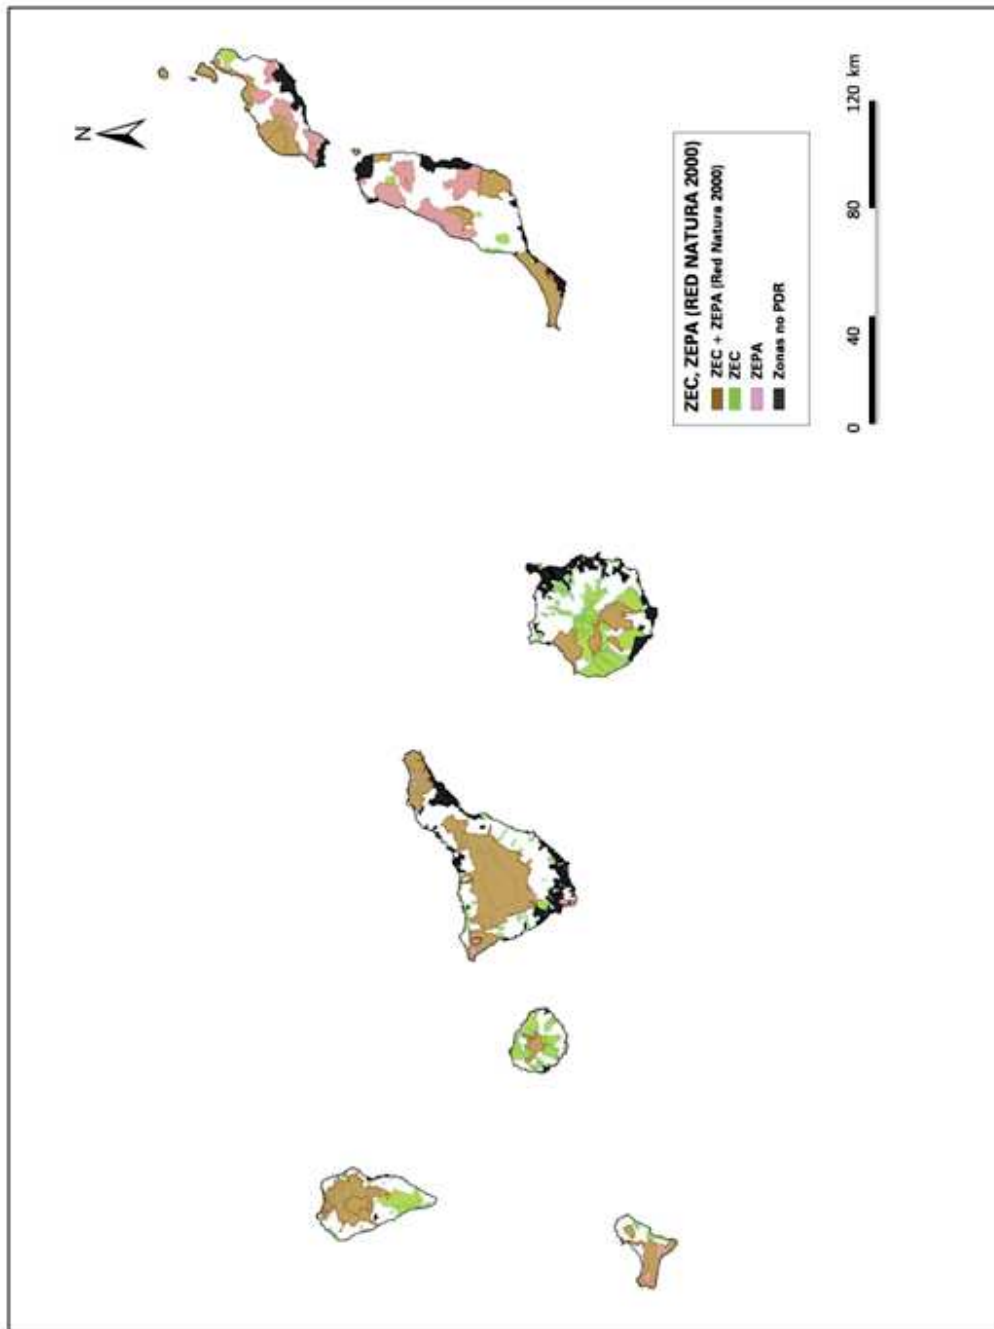 N
ZEC, ZEPA (RED NATURA 2000)
ZEC + ZEPA (Red Natura 2000)
ZEC
ZEPA
Zonas no PDR
0 40 80 120 km